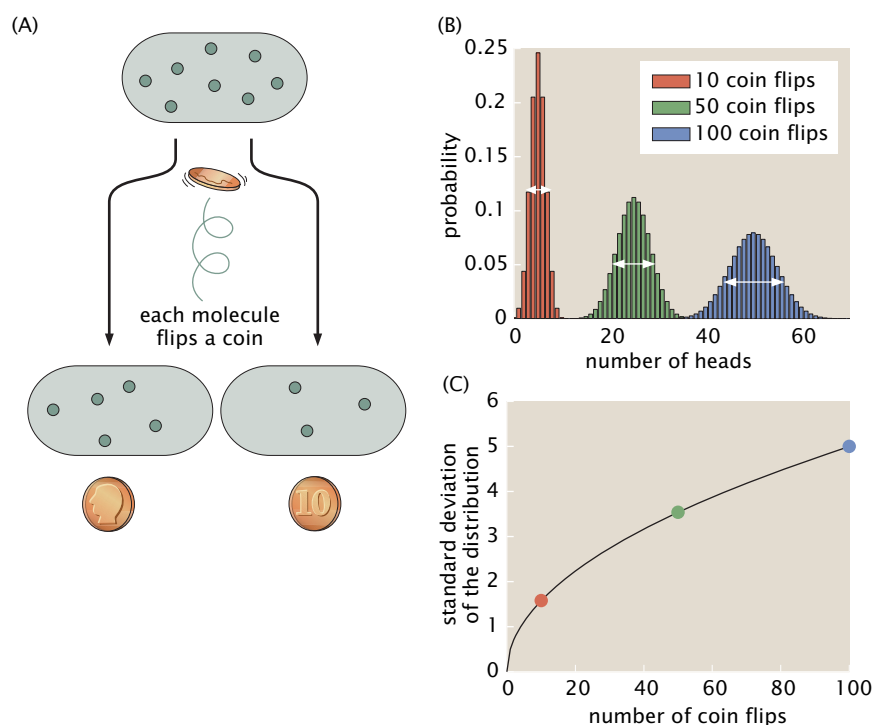 (A)
each molecule
flips a coin
10
(B)
probability
0.25
0.2
0.15
0.1
0.05
0
10 coin flips
50 coin flips
100 coin flips
0 20 40 60
number of heads
(C)
standard deviation
of the distribution
6
5
4
3
2
1
0
0 20 40 60 80 100
number of coin flips